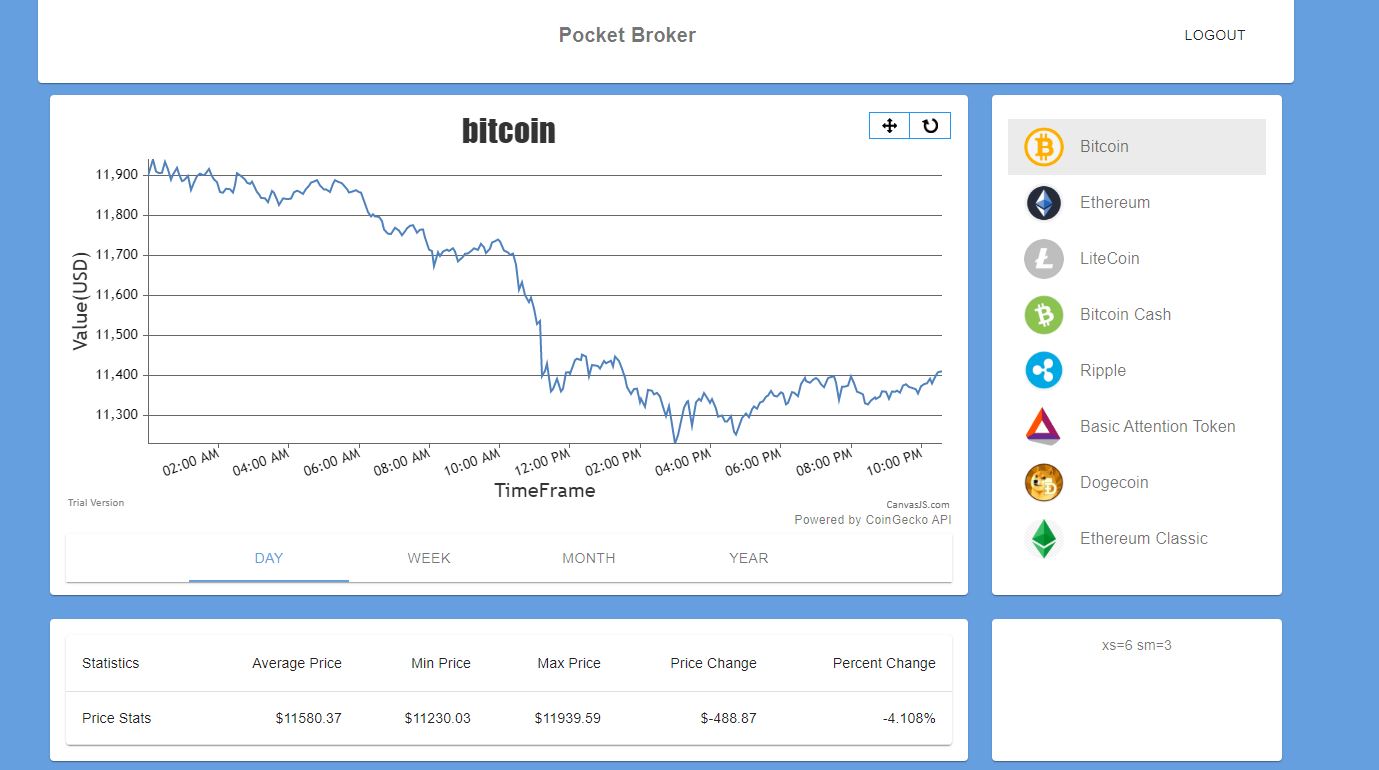 Pocket Broker
LOGOUT
bitcoin
Value(USD)
11,900
11,800
11,700
11,600
11,500
11,400
11,300
02:00 AM 04:00 AM 06:00 AM 08:00 AM 10:00 AM 12:00 PM 02:00 PM 04:00 PM 06:00 PM 08:00 PM 10:00 PM
TimeFrame
Trial Version
CanvasJS.com
Powered by CoinGecko API
DAY WEEK MONTH YEAR
Bitcoin
Ethereum
LiteCoin
Bitcoin Cash
Ripple
Basic Attention Token
Dogecoin
Ethereum Classic
Statistics Average Price Min Price Max Price Price Change Percent Change
Price Stats $11580.37 $11230.03 $11939.59 $-488.87 -4.108%
xs=6 sm=3